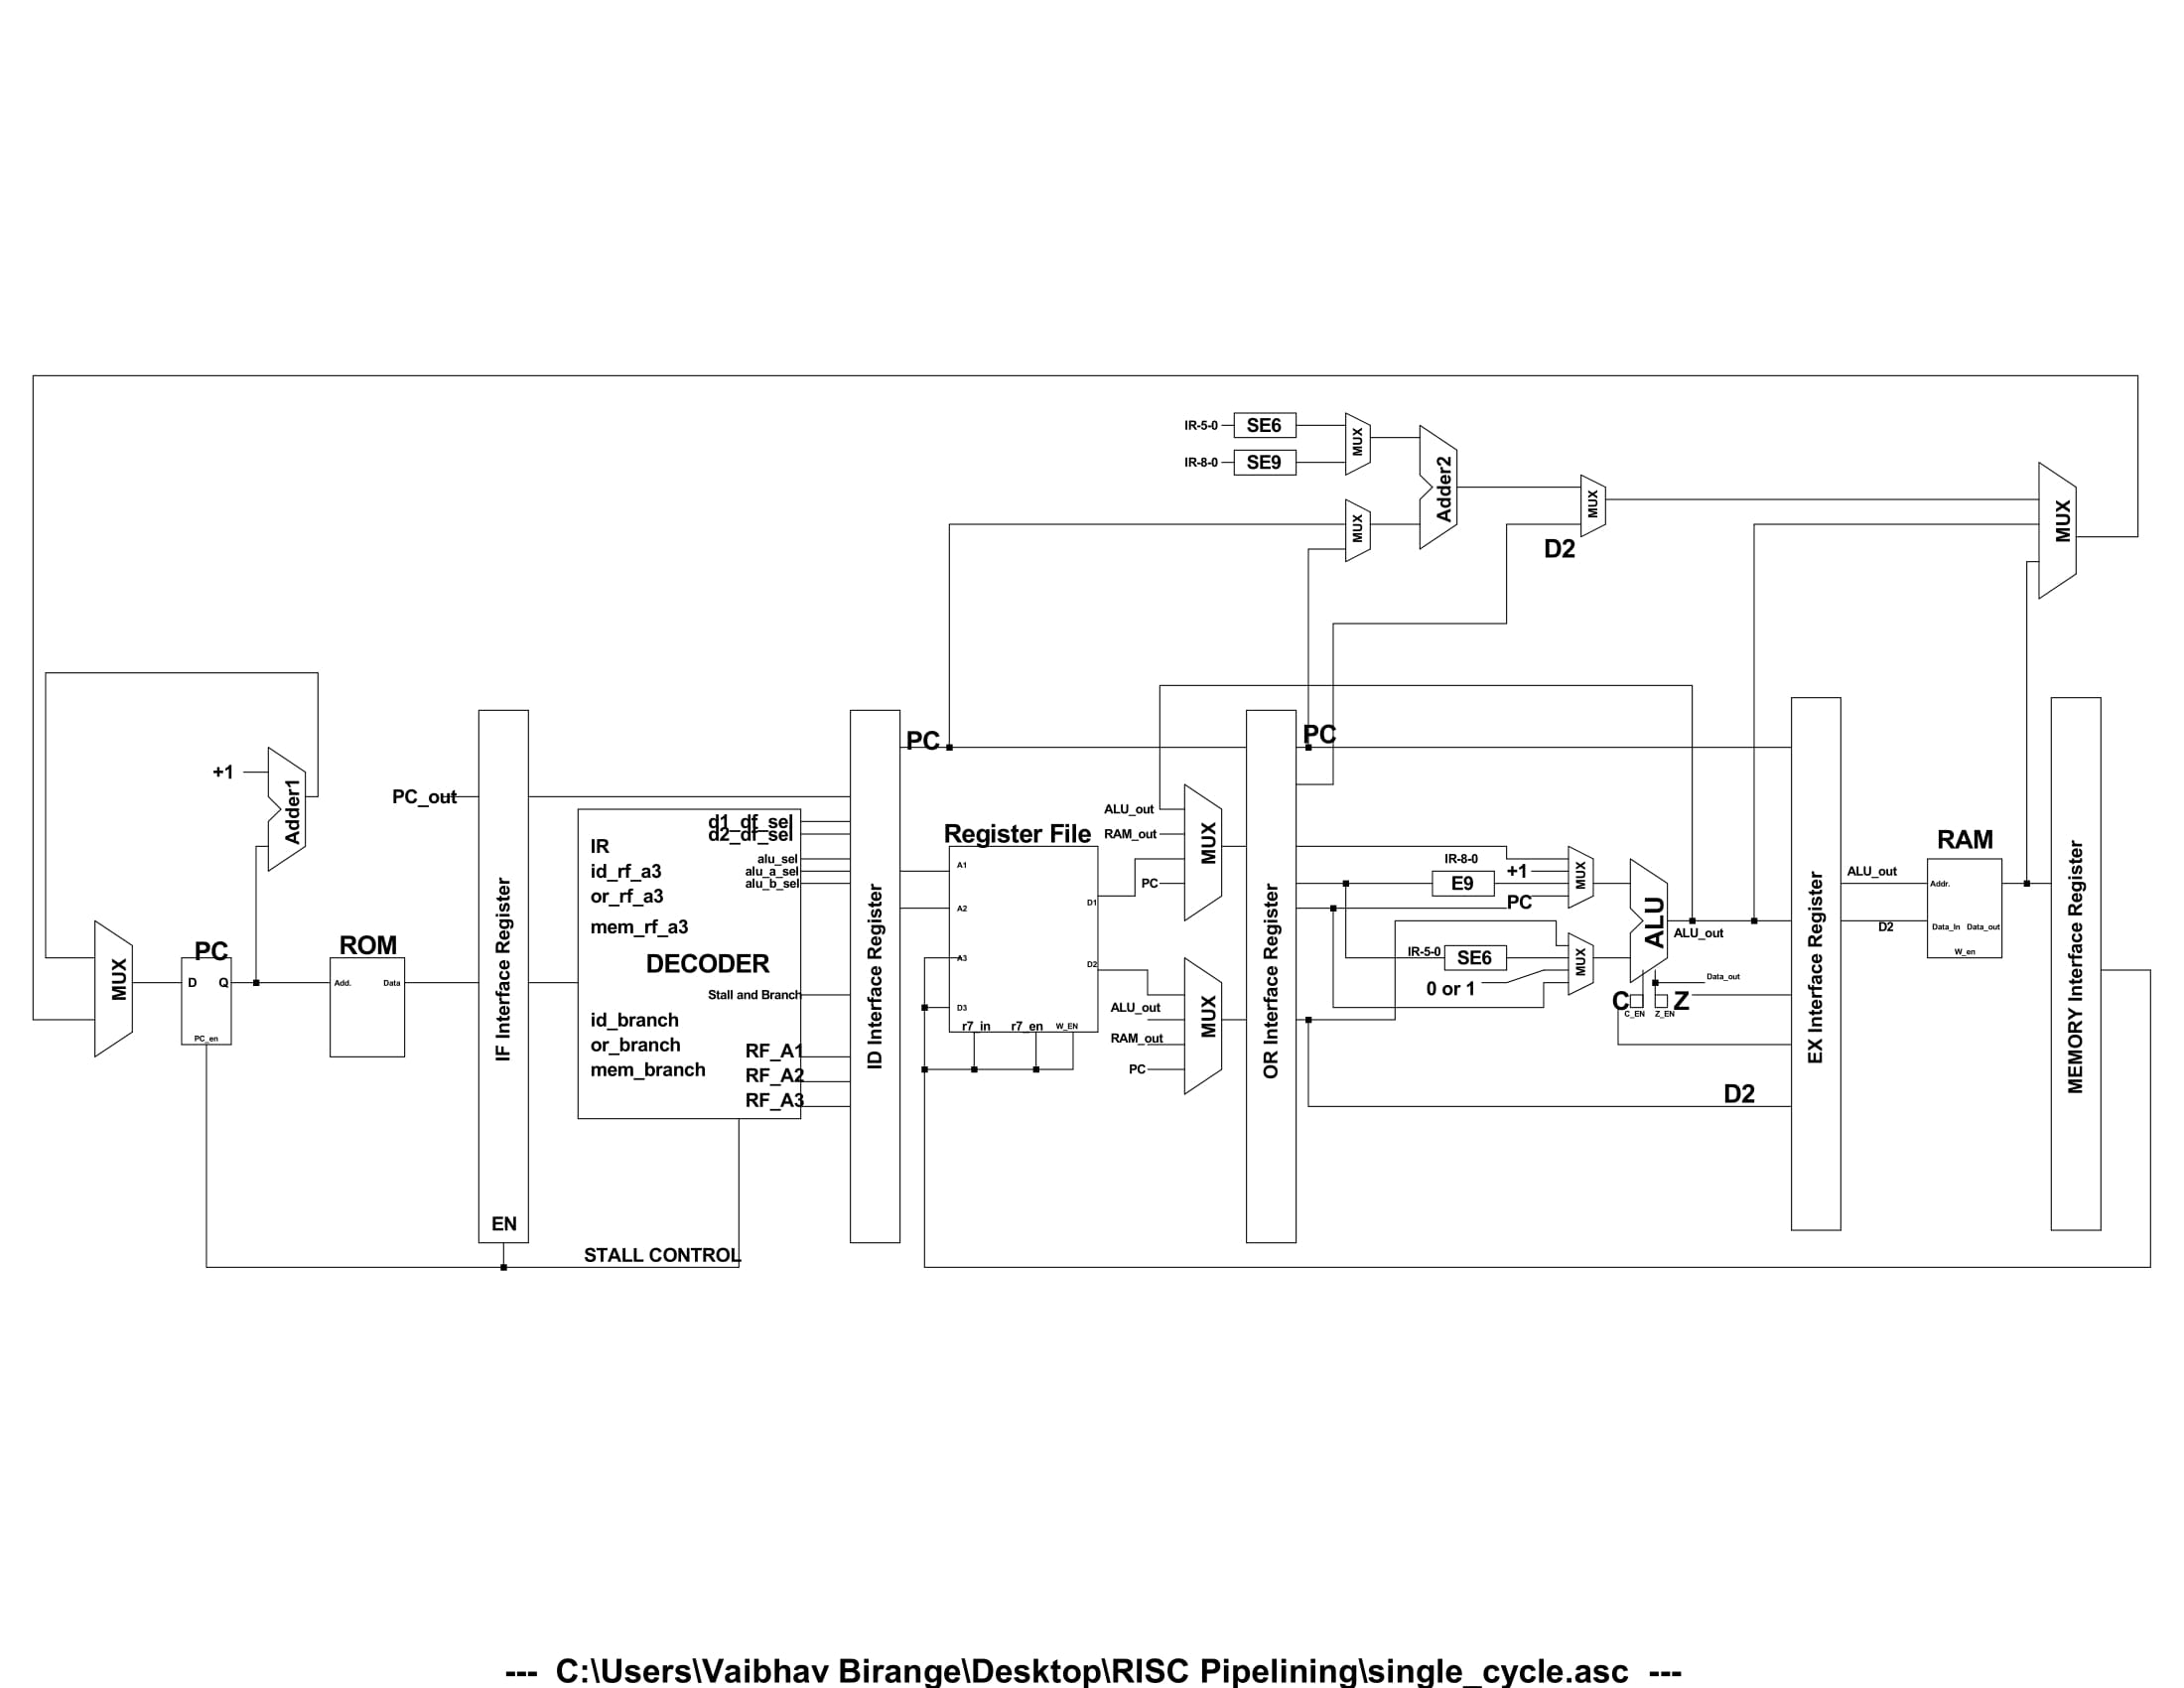 --- C:\Users\Vaibhav Birange\Desktop\RISC Pipelining\single_cycle.asc ---
MUX
PC
D
Q
PC_en
+1
Adder1
ROM
Add.
Data
PC_out
IF Interface Register
EN
STALL CONTROL
DECODER
IR
id_rf_a3
or_rf_a3
mem_rf_a3
id_branch
or_branch
mem_branch
d1_df_sel
d2_df_sel
alu_sel
alu_a_sel
alu_b_sel
Stall and Branch
RF_A1
RF_A2
RF_A3
ID Interface Register
PC
Register File
A1
A2
A3
D3
D1
D2
r7_in
r7_en
W_EN
ALU_out
RAM_out
PC
MUX
ALU_out
RAM_out
PC
MUX
OR Interface Register
PC
IR-5-0
SE6
IR-8-0
SE9
MUX
MUX
Adder2
D2
MUX
IR-8-0
E9
+1
PC
MUX
IR-5-0
SE6
0 or 1
MUX
ALU
ALU_out
Data_out
C
C_EN
Z
Z_EN
D2
EX Interface Register
ALU_out
D2
RAM
Addr.
Data_In
Data_out
W_en
MEMORY Interface Register
MUX